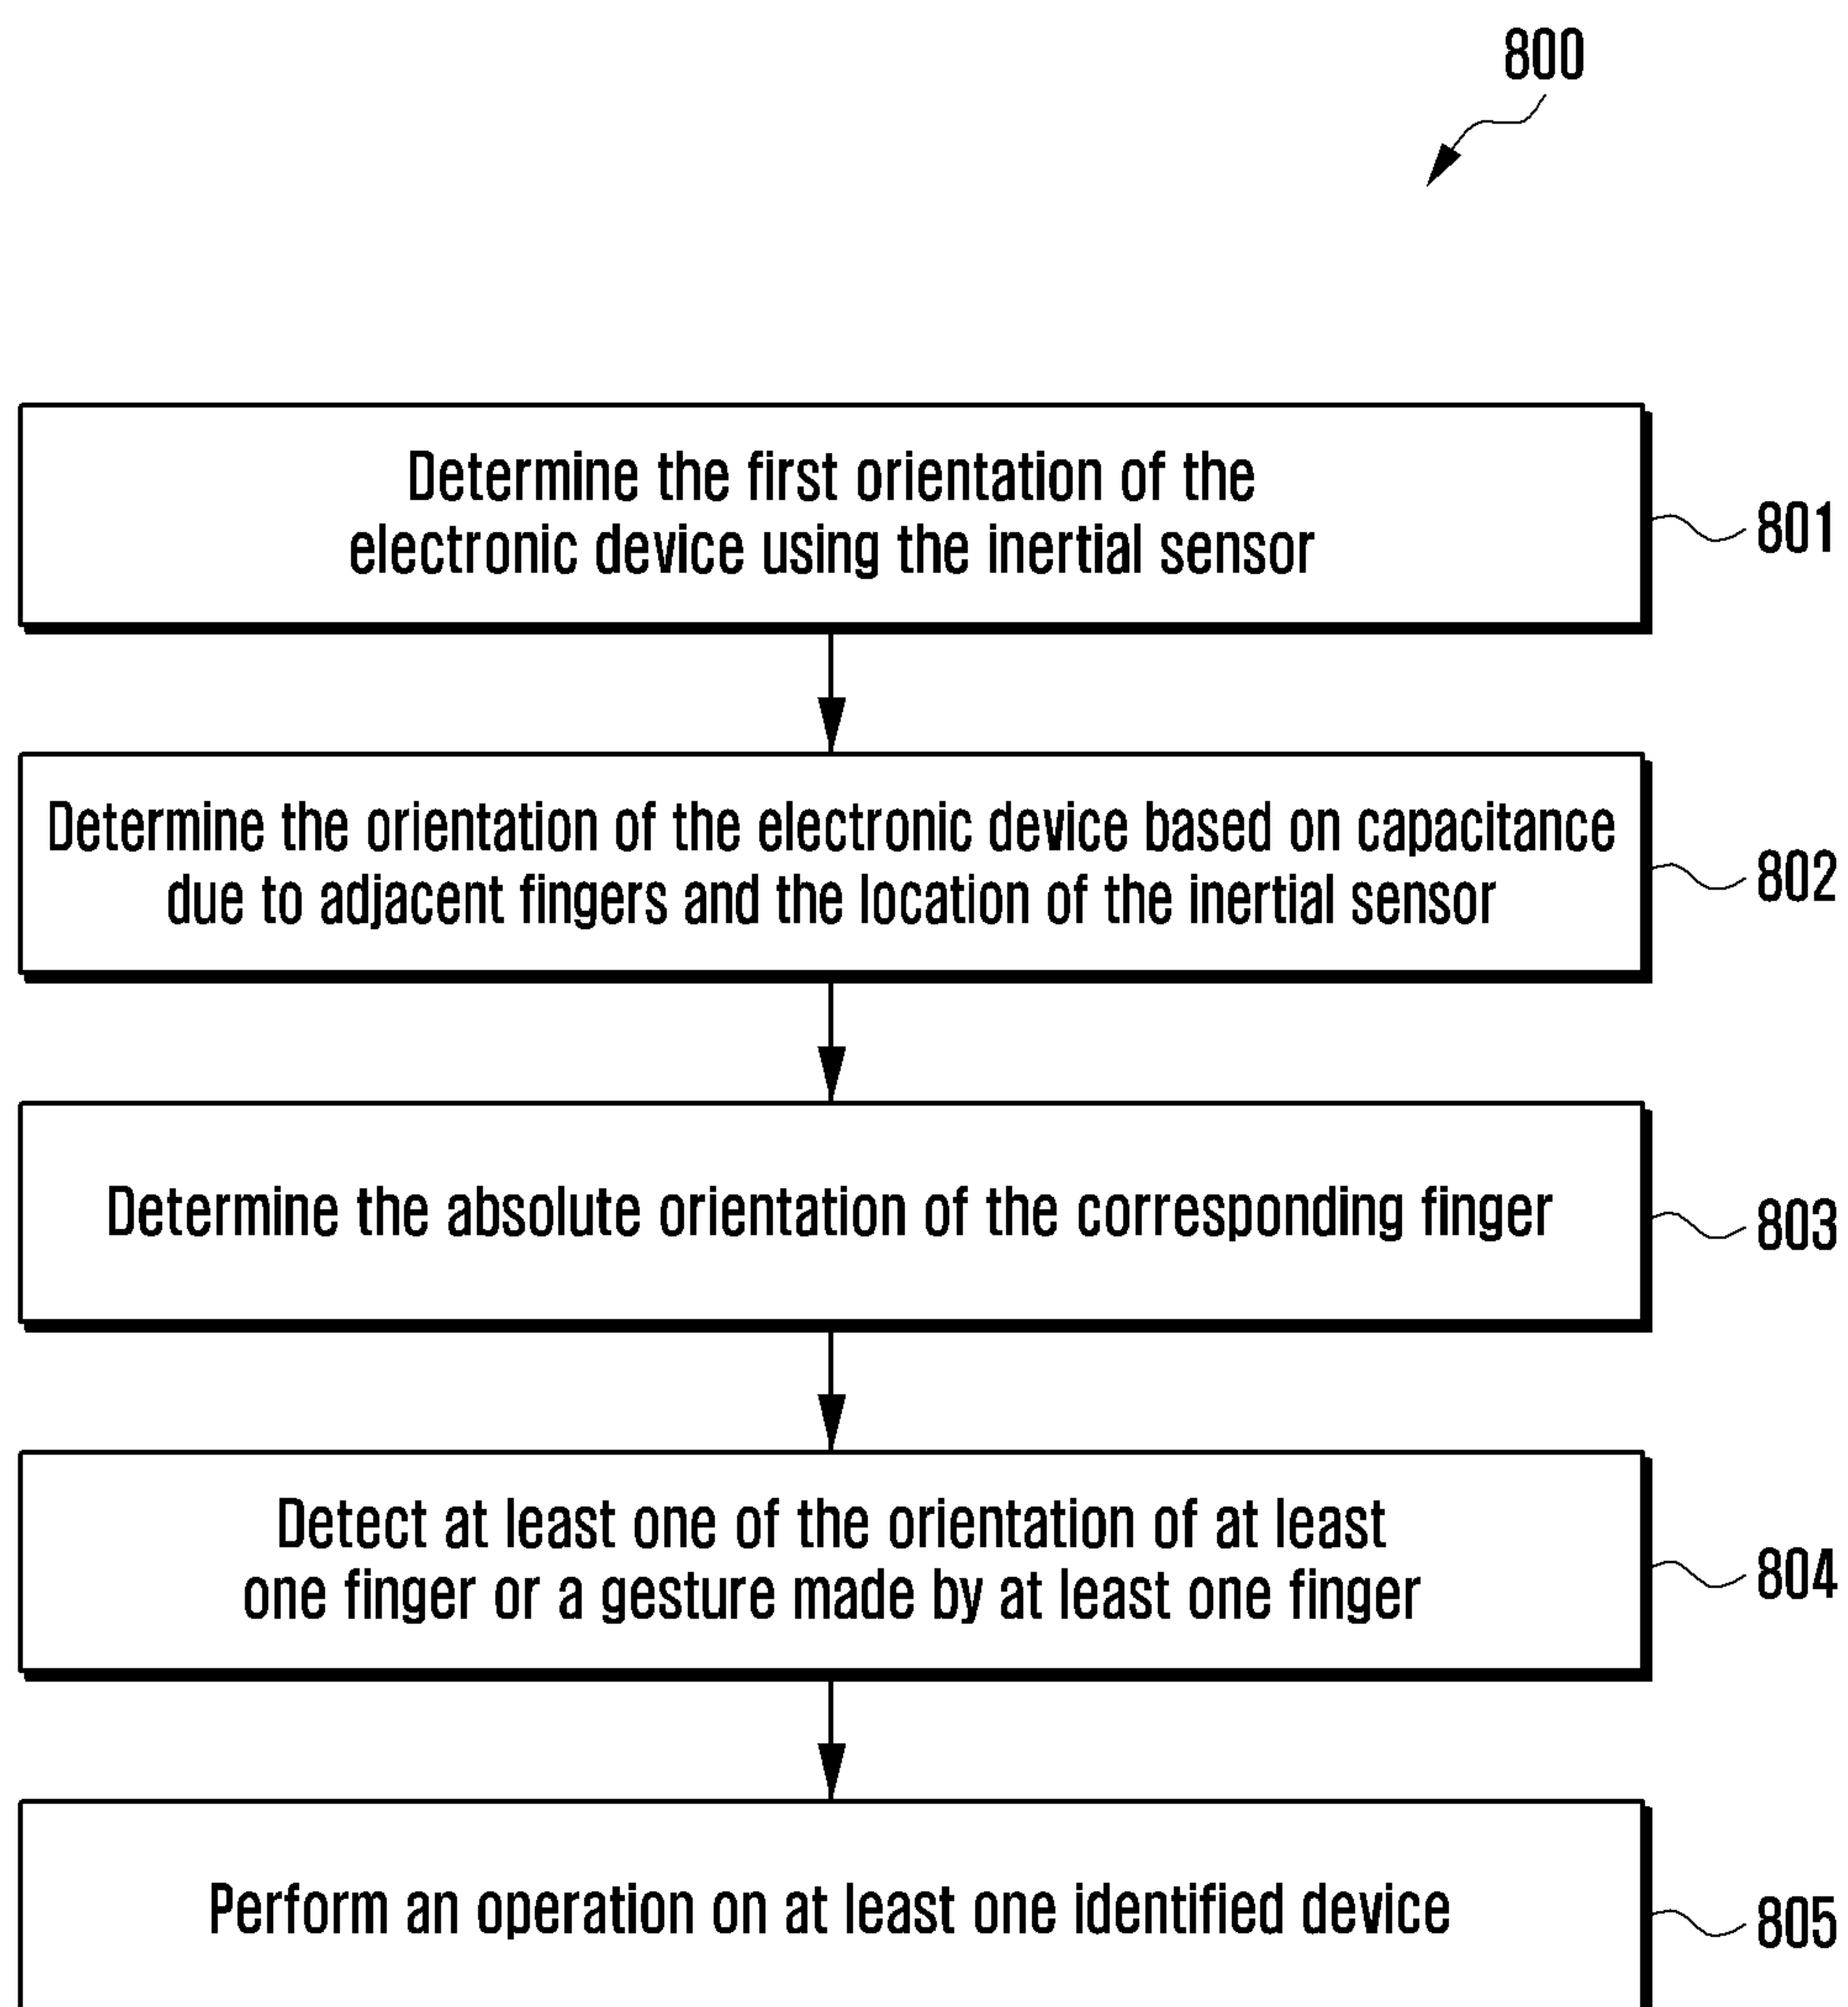 800
Determine the first orientation of the
electronic device using the inertial sensor
801
Determine the orientation of the electronic device based on capacitance
due to adjacent fingers and the location of the inertial sensor
802
Determine the absolute orientation of the corresponding finger
803
Detect at least one of the orientation of at least
one finger or a gesture made by at least one finger
804
Perform an operation on at least one identified device
805